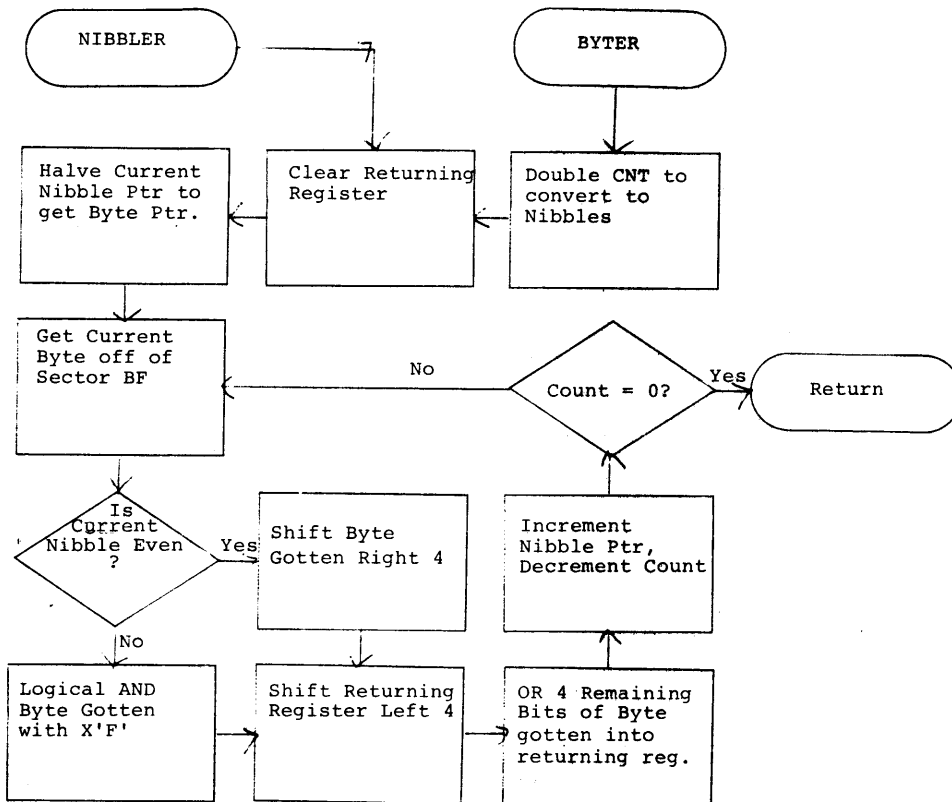 NIBBLER
BYTER
Halve Current
Nibble Ptr to
get Byte Ptr.
Clear Returning
Register
Double CNT to
convert to
Nibbles
Get Current
Byte off of
Sector BF
No
Count = 0?
Yes
Return
Is
Current
Nibble Even
?
Yes
Shift Byte
Gotten Right 4
Increment
Nibble Ptr,
Decrement Count
No
Logical AND
Byte Gotten
with X'F'
Shift Returning
Register Left 4
OR 4 Remaining
Bits of Byte
gotten into
returning reg.